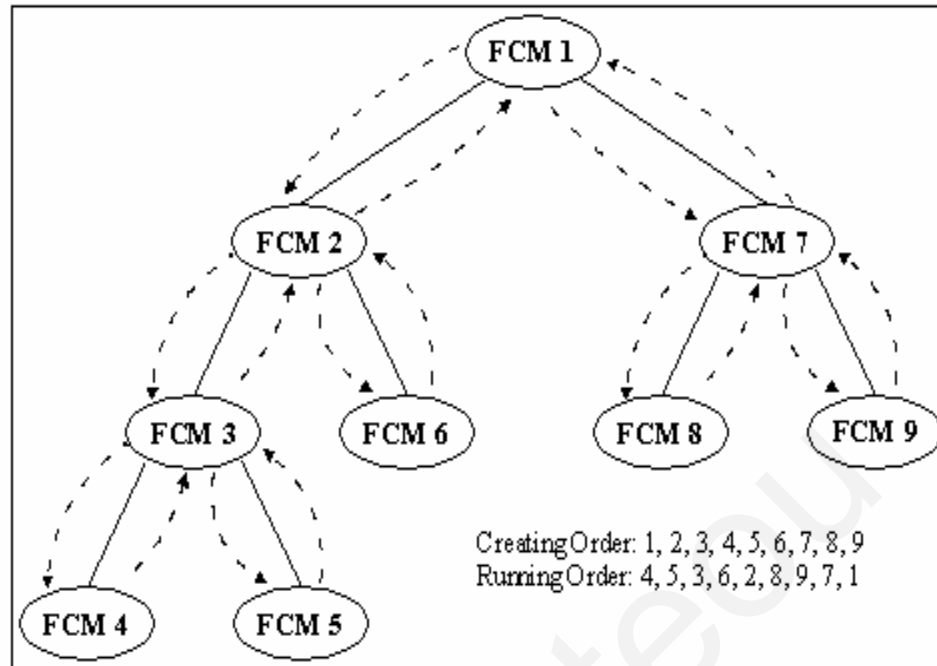 FCM 1
FCM 2
FCM 7
FCM 3
FCM 6
FCM 8
FCM 9
Creating Order: 1, 2, 3, 4, 5, 6, 7, 8, 9
Running Order: 4, 5, 3, 6, 2, 8, 9, 7, 1
FCM 4
FCM 5